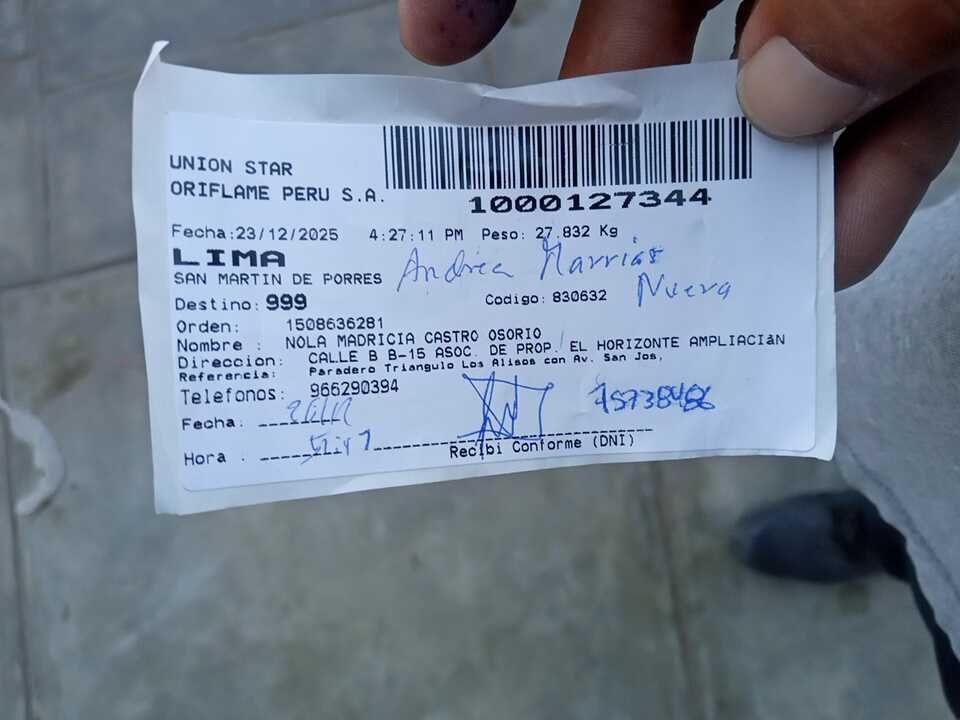 UNION STAR
ORIFLAME PERU S.A.
1000127344
Fecha:23/12/2025 4:27:11 PM Peso: 27.832 Kg
LIMA
SAN MARTIN DE PORRES
Andrea
Nuera
Destino: 999 Codigo: 830632
Orden: 1508636281
Nombre : NOLA MADRICIA CASTRO OSORIO
Direccion: CALLE B B-15 ASOC. DE PROP. EL HORIZONTE AMPLIACIÓN
Referencia: Paradero Triangulo Los Alisos con Av. San Jos,
Telefonos: 966290394
Fecha:
Hora :
Recibi Conforme (DNI)